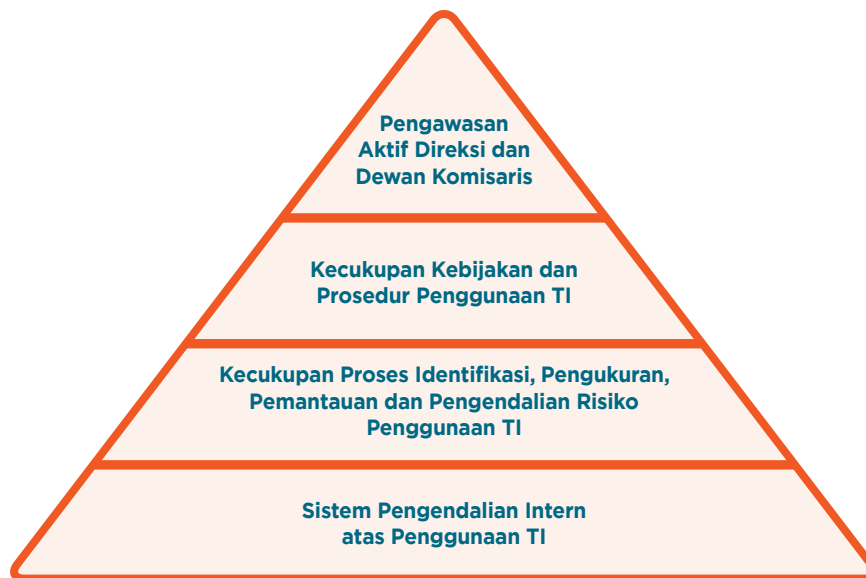 Pengawasan
Aktif Direksi dan
Dewan Komisaris
Kecukupan Kebijakan dan
Prosedur Penggunaan TI
Kecukupan Proses Identifikasi, Pengukuran,
Pemantauan dan Pengendalian Risiko
Penggunaan TI
Sistem Pengendalian Intern
atas Penggunaan TI